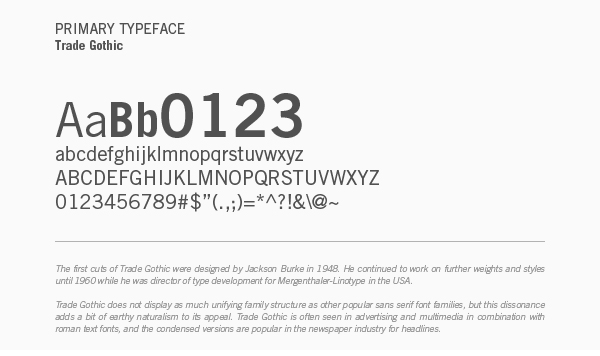 PRIMARY TYPEFACE
Trade Gothic
AaBb0123
abcdefghijklmnopqrstuvwxyz
ABCDEFGHIJKLMNOPQRSTUVWXYZ
0123456789#$”(.,;)=*^?!&\@~
The first cuts of Trade Gothic were designed by Jackson Burke in 1948. He continued to work on further weights and styles
until 1960 while he was director of type development for Mergenthaler-Lindtype in the USA.
Trade Gothic does not display as much unifying family structure as other popular sans serif font families, but this dissonance
adds a bit of earthy naturalism to its appeal. Trade Gothic is often seen in advertising and multimedia in combination with
roman text fonts, and the condensed versions are popular in the newspaper industry for headlines.